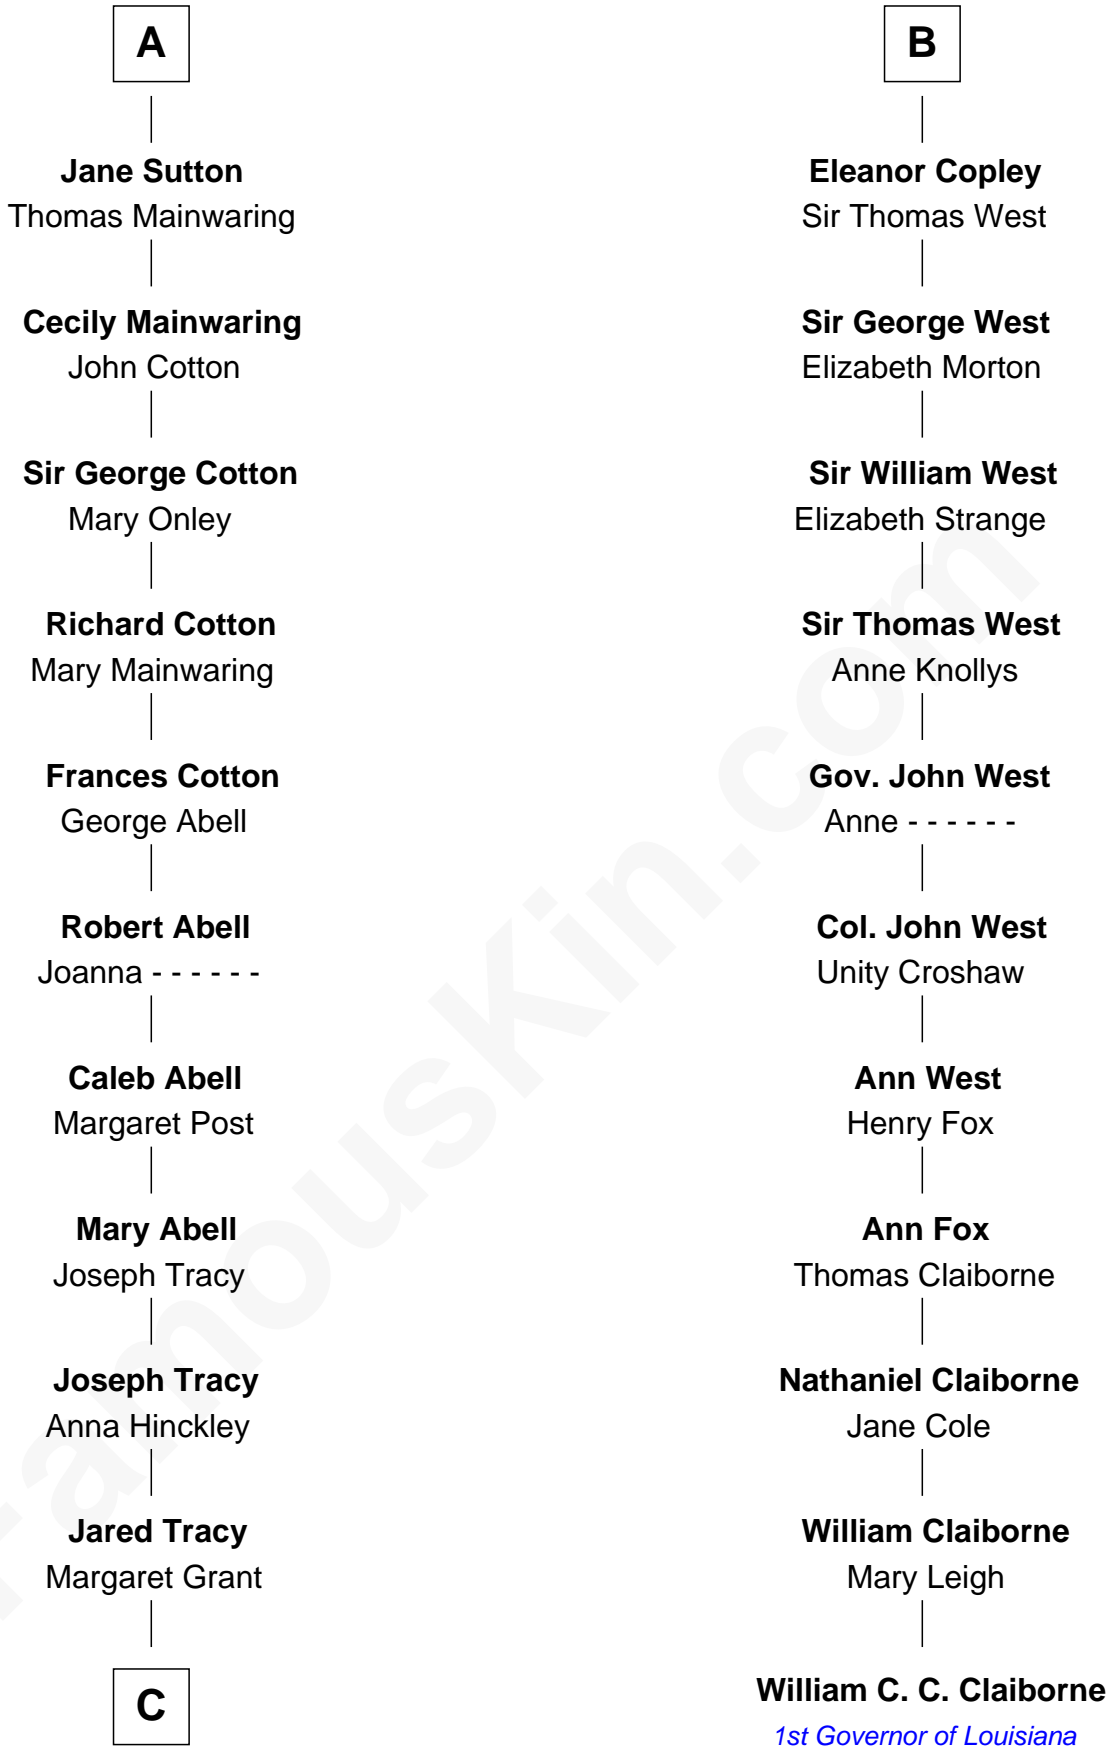 A
Jane Sutton
Thomas Mainwaring
Cecily Mainwaring
John Cotton
Sir George Cotton
Mary Onley
Richard Cotton
Mary Mainwaring
Frances Cotton
George Abell
Robert Abell
Joanna - - - - - -
Caleb Abell
Margaret Post
Mary Abell
Joseph Tracy
Joseph Tracy
Anna Hinckley
Jared Tracy
Margaret Grant
C
B
Eleanor Copley
Sir Thomas West
Sir George West
Elizabeth Morton
Sir William West
Elizabeth Strange
Sir Thomas West
Anne Knollys
Gov. John West
Anne - - - - - -
Col. John West
Unity Croshaw
Ann West
Henry Fox
Ann Fox
Thomas Claiborne
Nathaniel Claiborne
Jane Cole
William Claiborne
Mary Leigh
William C. C. Claiborne
1st Governor of Louisiana
FamousKin.com